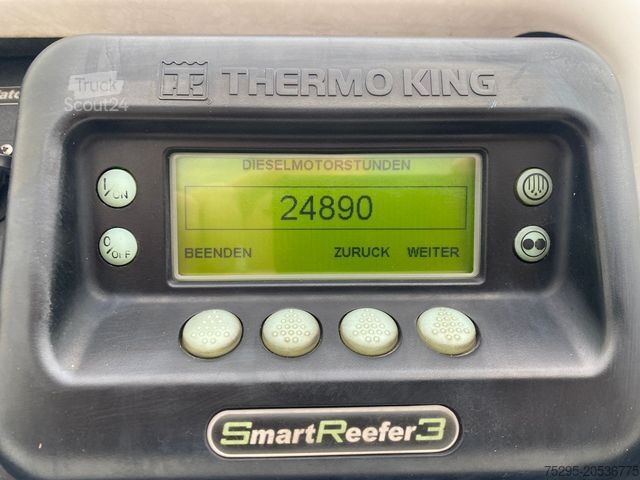 Truck
Scout24
THERMO KING
DIESELMOTORSTUNDEN
24890
BEENDEN ZURUCK WEITER
I/ON
O/OFF
SmartReefer3
75295-20536775